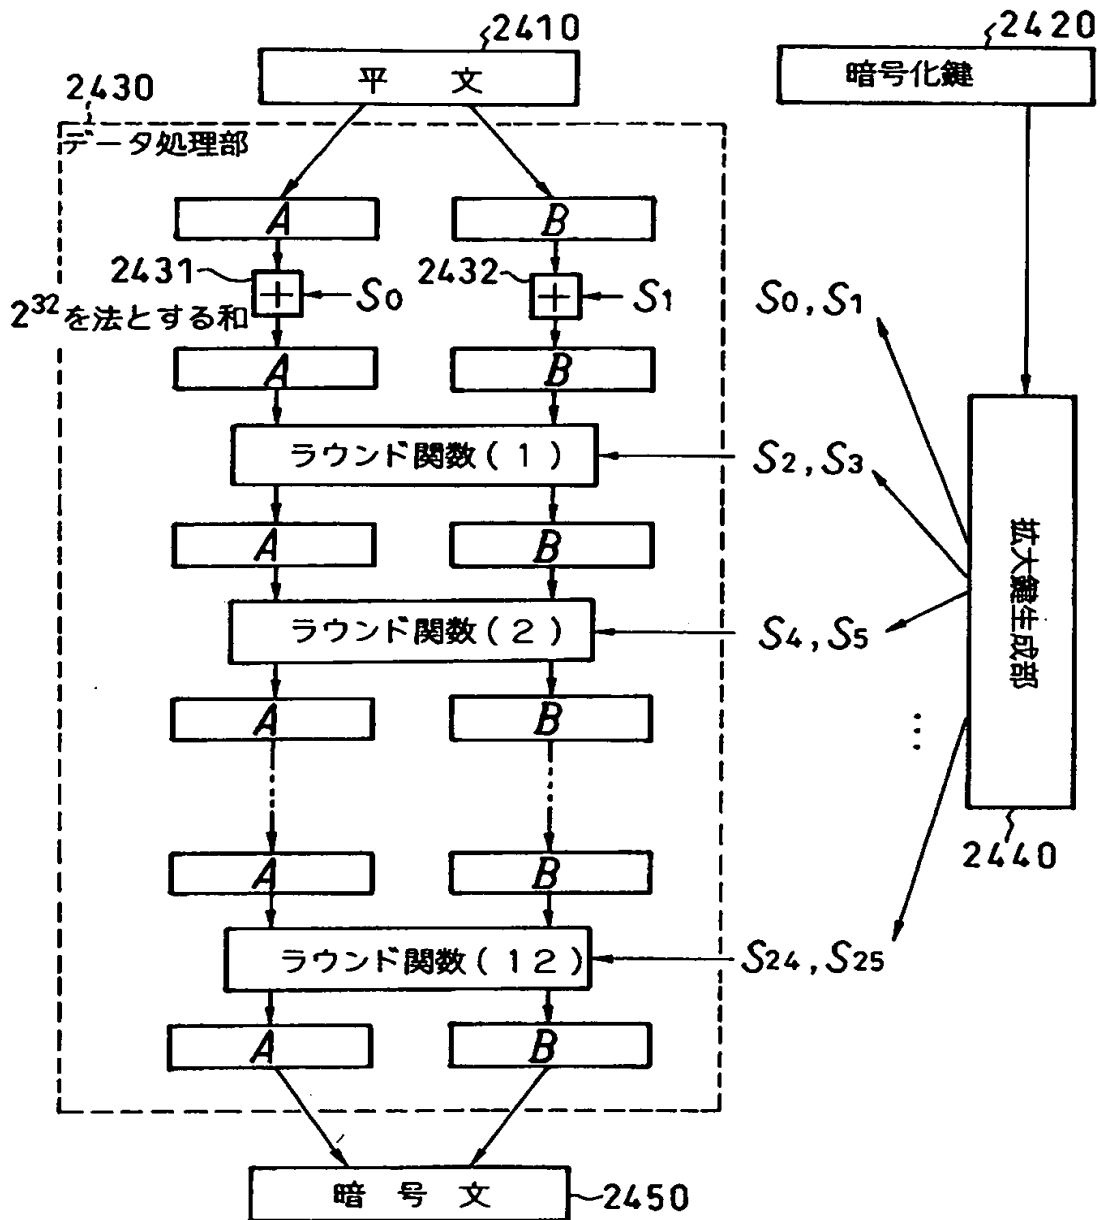 2410
2420
平 文
暗号化鍵
2430
データ処理部
A
B
2431
2432
+
S0
+
S1
S0, S1
2³²を法とする和
A
B
ラウンド関数(1)
S2, S3
A
B
ラウンド関数(2)
S4, S5
拡大鍵生成部
A
B
...
2440
A
B
ラウンド関数(12)
S24, S25
A
B
暗 号 文
2450